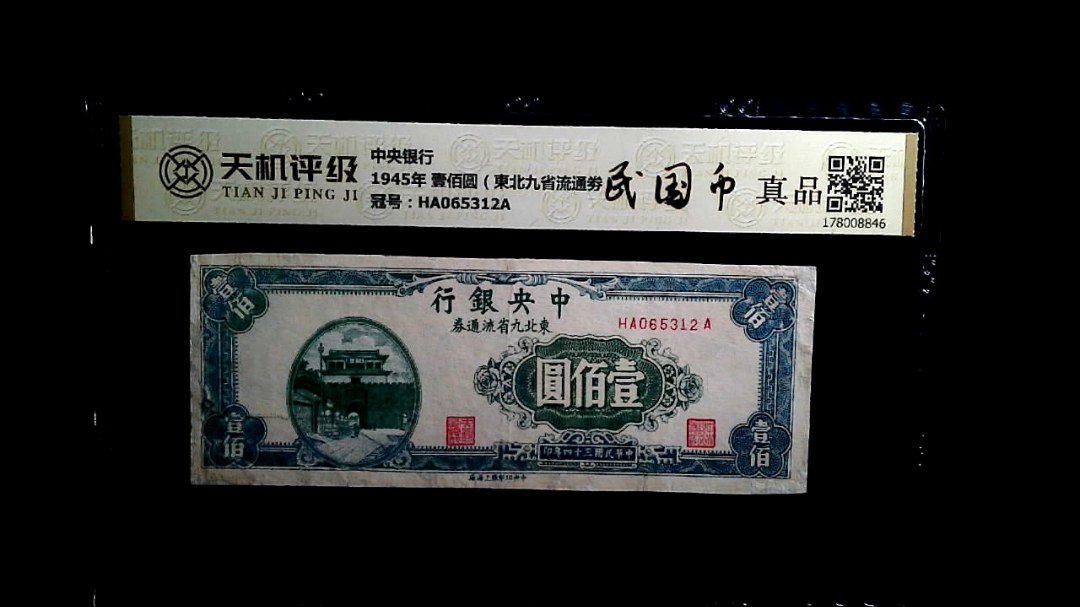 天机评级
TIAN JI PING JI
中央银行
1945年 壹佰圆（東北九省流通券
冠号：HA065312A
民国币 真品
178008846
壹佰
中央銀行
壹佰
東北九省流通券
HA065312A
壹佰圓
壹佰
中華民國三十四年印
壹佰